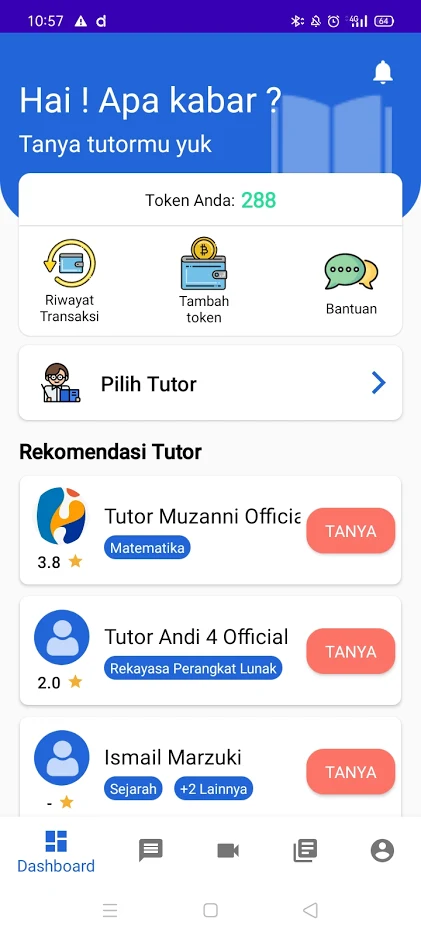 10:57
4G
64
Hai ! Apa kabar ?
Tanya tutormu yuk
Token Anda: 288
Riwayat
Transaksi
Tambah
token
Bantuan
Pilih Tutor
Rekomendasi Tutor
Tutor Muzanni Officia
Matematika
3.8
TANYA
Tutor Andi 4 Official
Rekayasa Perangkat Lunak
2.0
TANYA
Ismail Marzuki
Sejarah +2 Lainnya
-
TANYA
Dashboard